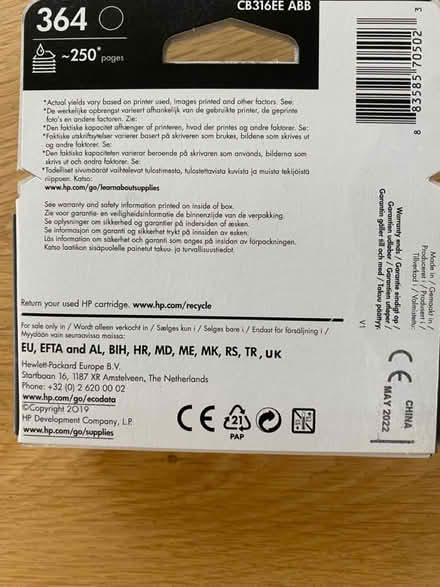 364
CB316EE ABB
~250* pages
*Actual yields vary based on printer used, images printed and other factors. See:
*De werkelijke opbrengst varieert afhankelijk van de gebruikte printer, de geprinte
foto's en andere factoren. Zie:
*Den faktiske kapacitet afhænger af printeren, hvad der printes og andre faktorer. Se:
*Faktiske utskriftsytelser varierer basert på skriveren som brukes, bildene som skrives ut
og andre faktorer. Se:
*Den faktiska kapaciteten varierar beroende på skrivaren som används, bilderna som
skrivs ut och andra faktorer. Se:
*Todelliset sivumäärät vaihtelevat tulostimesta, tulostettavista kuvista ja muista tekijöistä
riippuen. Katso:
www.hp.com/go/learnaboutsupplies
See warranty and safety information printed on inside of box.
Zie voor garantie- en veiligheidsinformatie de binnenzijde van de verpakking.
Se oplysninger om sikkerhed og garantier på indersiden af æsken.
Se informasjon om garanti og sikkerhet trykt på innsiden av esken.
Läs information om säkerhet och garanti som anges på insidan av förpackningen.
Katso laatikon sisäpuolelle painetut takuu- ja turvallisuustiedot.
Return your used HP cartridge. www.hp.com/recycle
For sale only in / Wordt alleen verkocht in / Sælges kun i / Selges bare i / Endast för försäljning i /
Myydään vain seuraavissa maissa:
EU, EFTA and AL, BIH, HR, MD, ME, MK, RS, TR, UK
Hewlett-Packard Europe B.V.
Startbaan 16, 1187 XR Amstelveen, The Netherlands
Phone: +32 (0) 2 620 00 02
www.hp.com/go/ecodata
©Copyright 2019
HP Development Company, L.P.
www.hp.com/go/supplies
CE
21
PAP
8 83585 70502 3
Made in / Gemaakt in /
Produceret i / Produsert i /
Tillverkad i / Valmistettu:
Warranty ends / Garantie eindigt op /
Garantien udløber / Garantien utløper /
Garantin gäller till och med / Takuu päättyy:
V1
CE
CHINA
MAY 2022